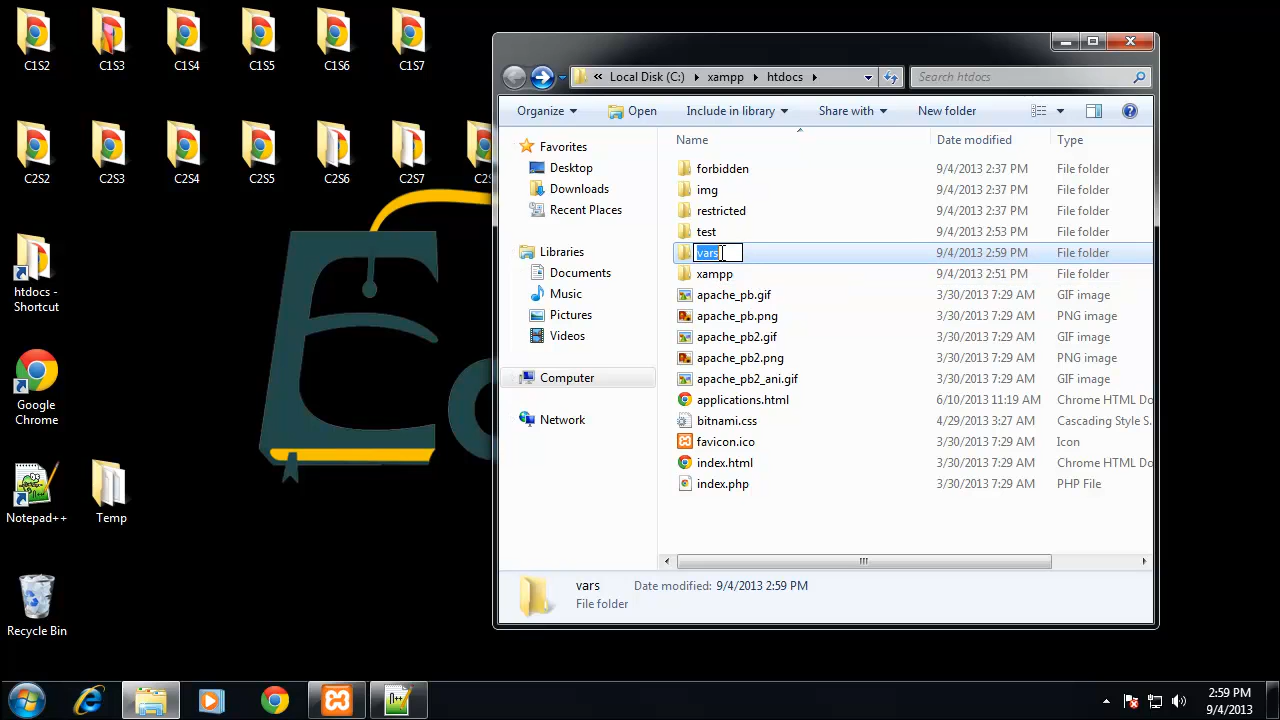 C1S2
C1S3
C1S4
C1S5
C1S6
C1S7
C2S2
C2S3
C2S4
C2S5
C2S6
C2S7
htdocs - Shortcut
Google Chrome
Notepad++
Temp
Recycle Bin
« Local Disk (C:) xampp htdocs
Search htdocs
Organize Open Include in library Share with New folder
Favorites
Desktop
Downloads
Recent Places
Libraries
Documents
Music
Pictures
Videos
Computer
Network
Name Date modified Type
forbidden 9/4/2013 2:37 PM File folder
img 9/4/2013 2:37 PM File folder
restricted 9/4/2013 2:37 PM File folder
test 9/4/2013 2:53 PM File folder
vars 9/4/2013 2:59 PM File folder
xampp 9/4/2013 2:51 PM File folder
apache_pb.gif 3/30/2013 7:29 AM GIF image
apache_pb.png 3/30/2013 7:29 AM PNG image
apache_pb2.gif 3/30/2013 7:29 AM GIF image
apache_pb2.png 3/30/2013 7:29 AM PNG image
apache_pb2_ani.gif 3/30/2013 7:29 AM GIF image
applications.html 6/10/2013 11:19 AM Chrome HTML Do
bitnami.css 4/29/2013 3:27 AM Cascading Style S
favicon.ico 3/30/2013 7:29 AM Icon
index.html 3/30/2013 7:29 AM Chrome HTML Do
index.php 3/30/2013 7:29 AM PHP File
vars Date modified: 9/4/2013 2:59 PM
File folder
2:59 PM
9/4/2013